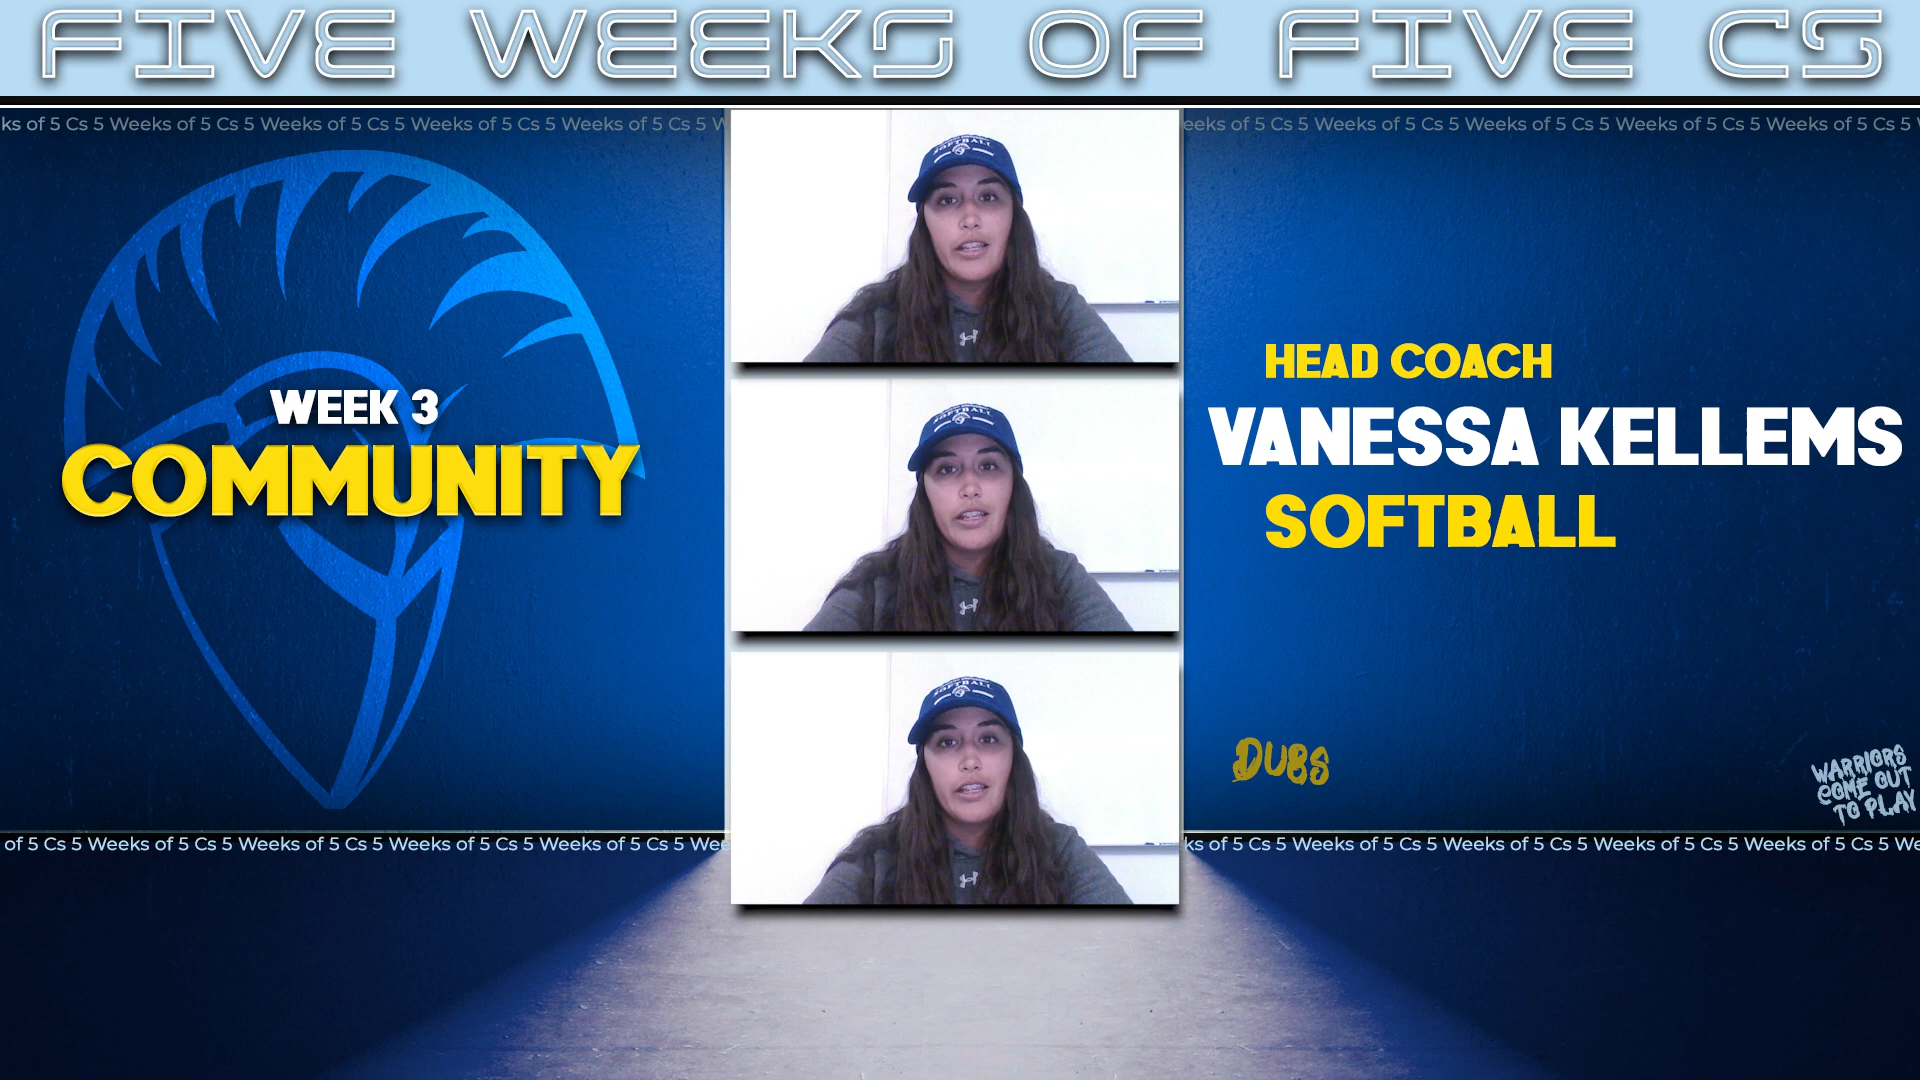 FIVE WEEKS OF FIVE CS
ks of 5 Cs 5 Weeks of 5 Cs 5 Weeks of 5 Cs 5 Weeks of 5 Cs 5 Weeks of 5 Cs 5 W
eeks of 5 Cs 5 Weeks of 5 Cs 5 Weeks of 5 Cs 5 Weeks of 5 Cs 5 Weeks of 5 Cs 5 W
SOFTBALL
WEEK 3
COMMUNITY
HEAD COACH
VANESSA KELLEMS
SOFTBALL
SOFTBALL
SOFTBALL
DUBS
WARRIORS
COME OUT
TO PLAY
of 5 Cs 5 Weeks of 5 Cs 5 Weeks of 5 Cs 5 Weeks of 5 Cs 5 Weeks of 5 Cs 5 Wee
ks of 5 Cs 5 Weeks of 5 Cs 5 Weeks of 5 Cs 5 Weeks of 5 Cs 5 Weeks of 5 Cs 5 We